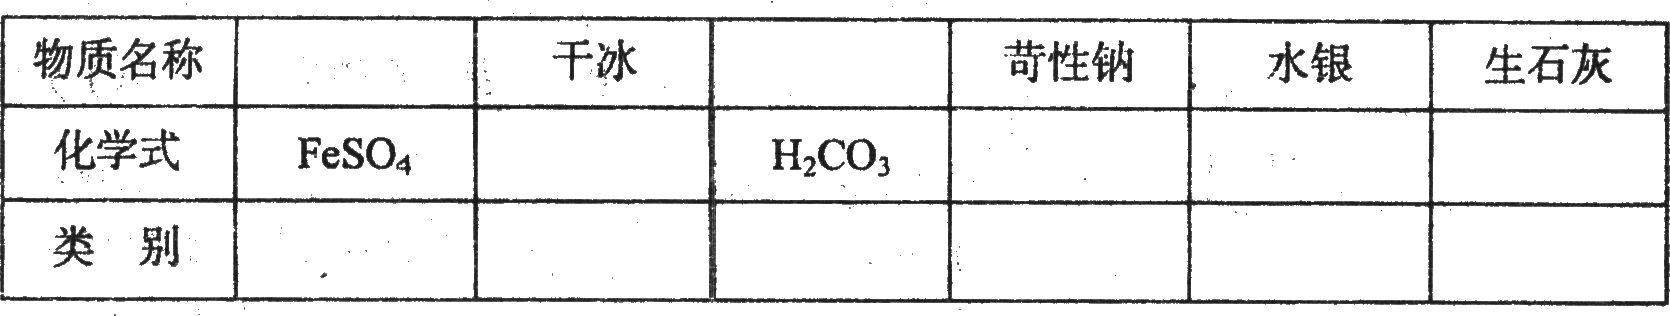 物质名称 干冰 苛性钠 水银 生石灰
化学式 FeSO₄ H₂CO₃
类 别